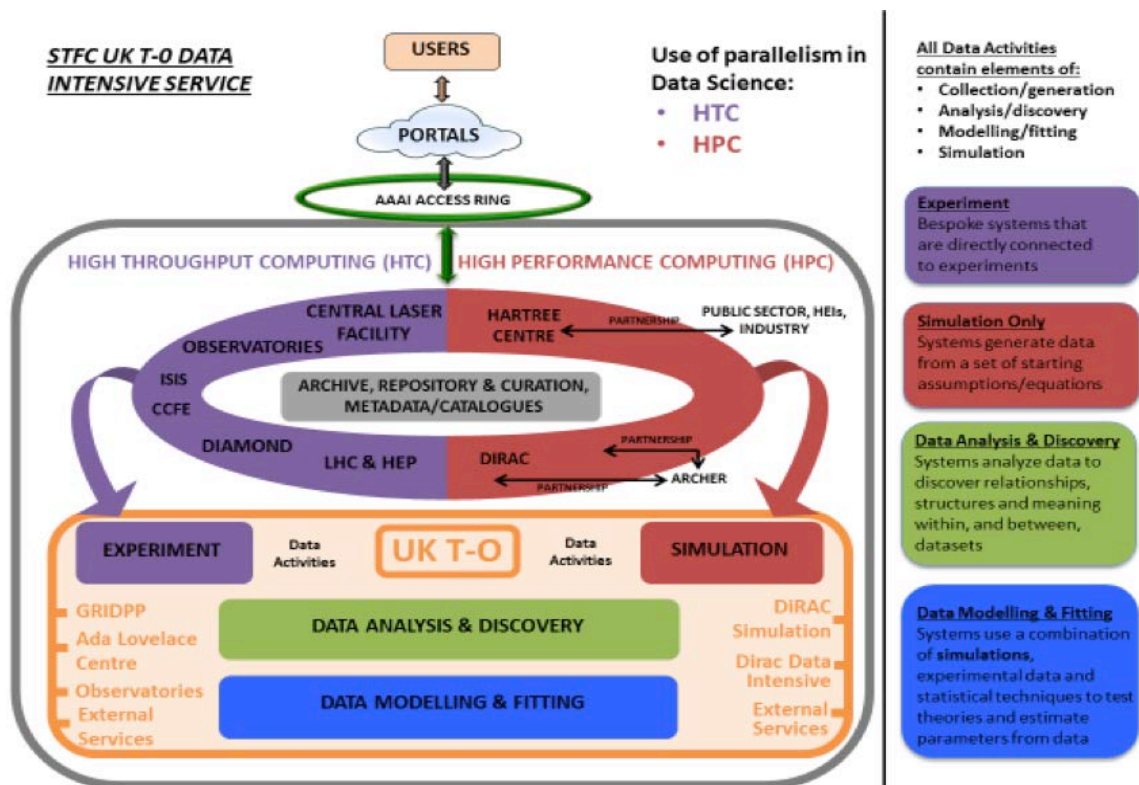 STFC UK T-0 DATA
INTENSIVE SERVICE
USERS
PORTALS
AAAI ACCESS RING
Use of parallelism in
Data Science:
• HTC
• HPC
HIGH THROUGHPUT COMPUTING (HTC)
HIGH PERFORMANCE COMPUTING (HPC)
CENTRAL LASER
FACILITY
OBSERVATORIES
ISIS
CCFE
DIAMOND
LHC & HEP
HARTREE
CENTRE
PARTNERSHIP
PUBLIC SECTOR, HEIs,
INDUSTRY
ARCHIVE, REPOSITORY & CURATION,
METADATA/CATALOGUES
DIRAC
PARTNERSHIP
ARCHER
PARTNERSHIP
EXPERIMENT
Data
Activities
UK T-O
Data
Activities
SIMULATION
GRIDPP
Ada Lovelace
Centre
Observatories
External
Services
DATA ANALYSIS & DISCOVERY
DATA MODELLING & FITTING
DiRAC
Simulation
Dirac Data
Intensive
External
Services
All Data Activities
contain elements of:
• Collection/generation
• Analysis/discovery
• Modelling/fitting
• Simulation
Experiment
Bespoke systems that
are directly connected
to experiments
Simulation Only
Systems generate data
from a set of starting
assumptions/equations
Data Analysis & Discovery
Systems analyze data to
discover relationships,
structures and meaning
within, and between,
datasets
Data Modelling & Fitting
Systems use a combination
of simulations,
experimental data and
statistical techniques to test
theories and estimate
parameters from data